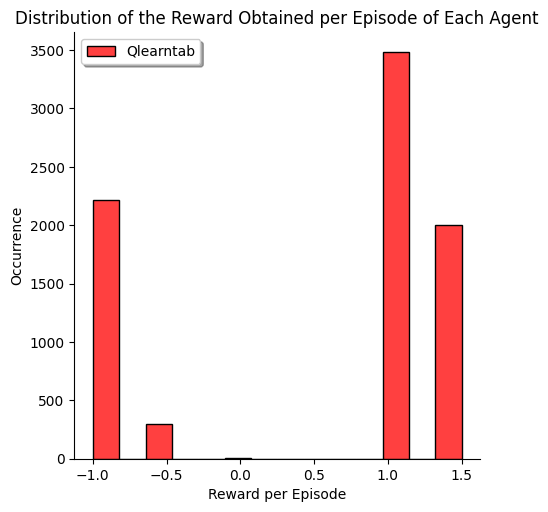 Distribution of the Reward Obtained per Episode of Each Agent
Qlearntab
3500
3000
2500
2000
1500
1000
500
0
Occurrence
−1.0 −0.5 0.0 0.5 1.0 1.5
Reward per Episode